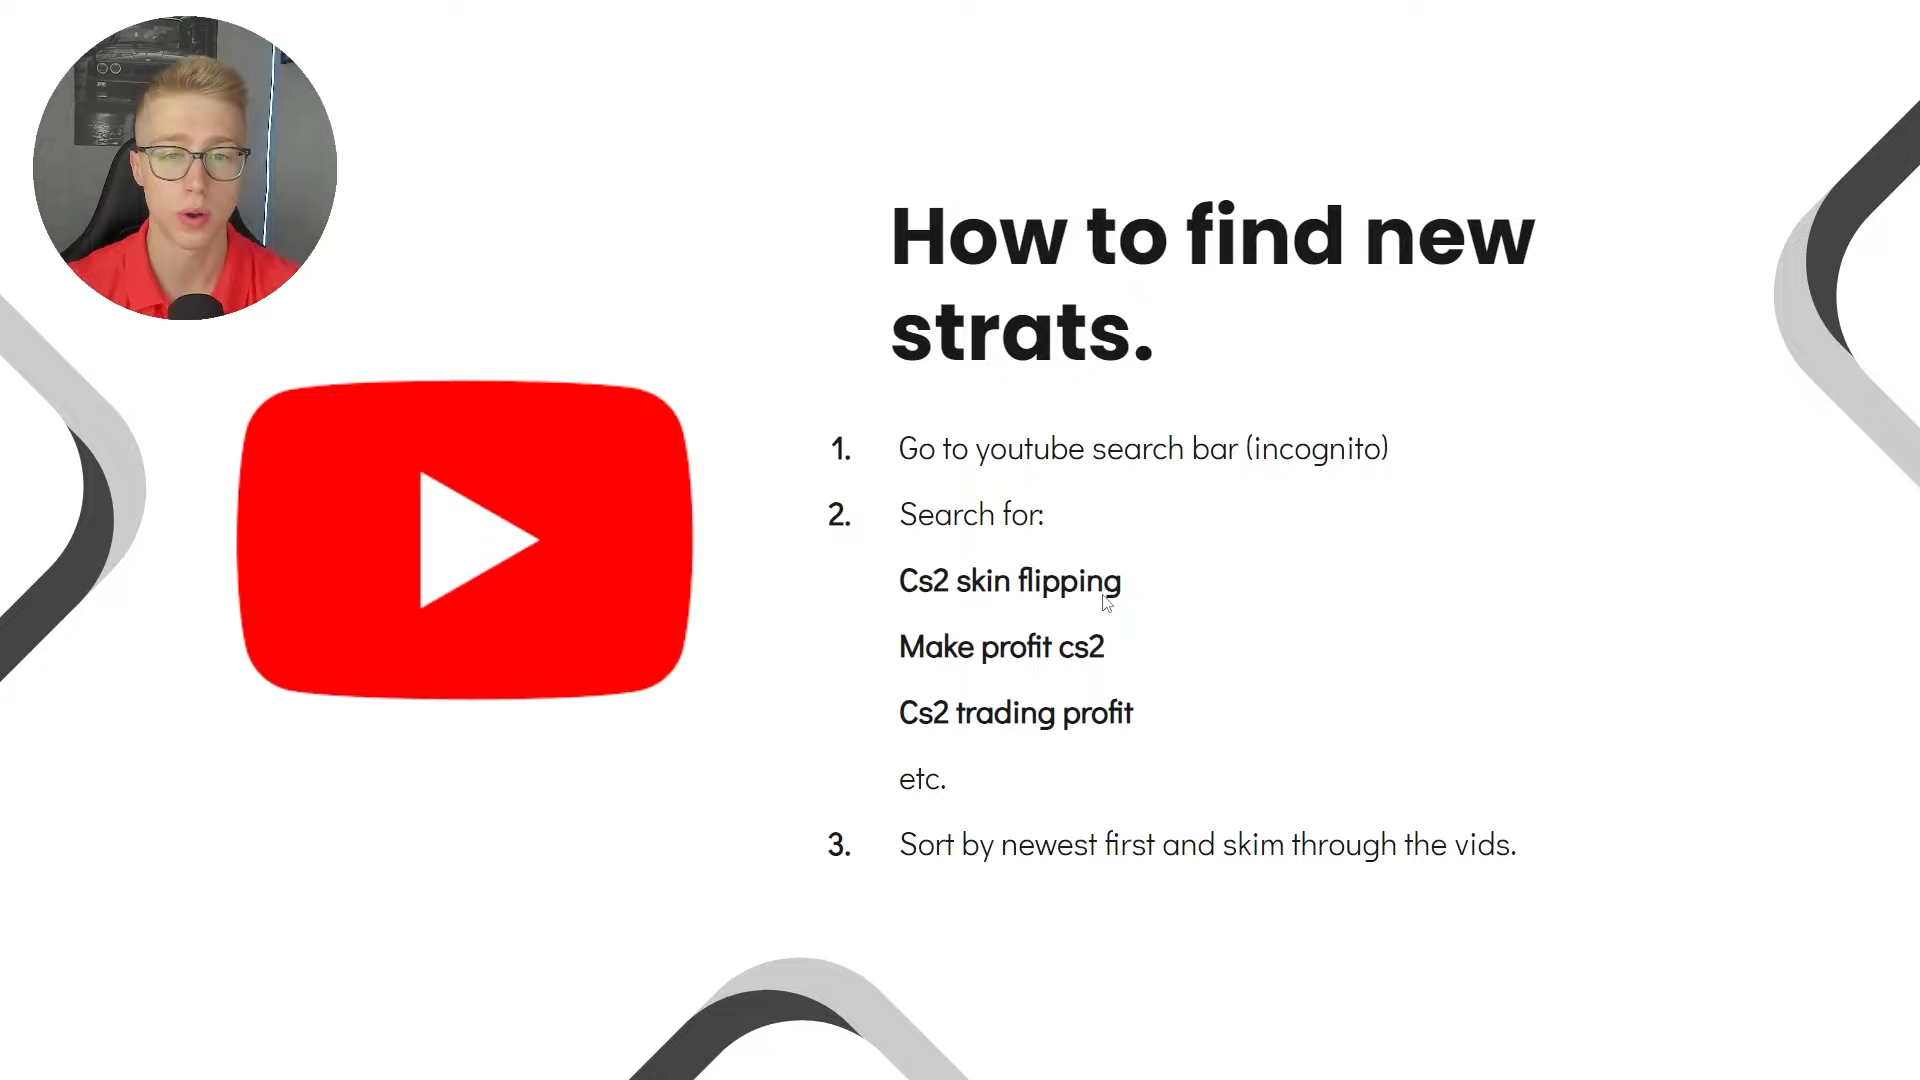 How to find new
strats.
1. Go to youtube search bar (incognito)
2. Search for:
Cs2 skin flipping
Make profit cs2
Cs2 trading profit
etc.
3. Sort by newest first and skim through the vids.